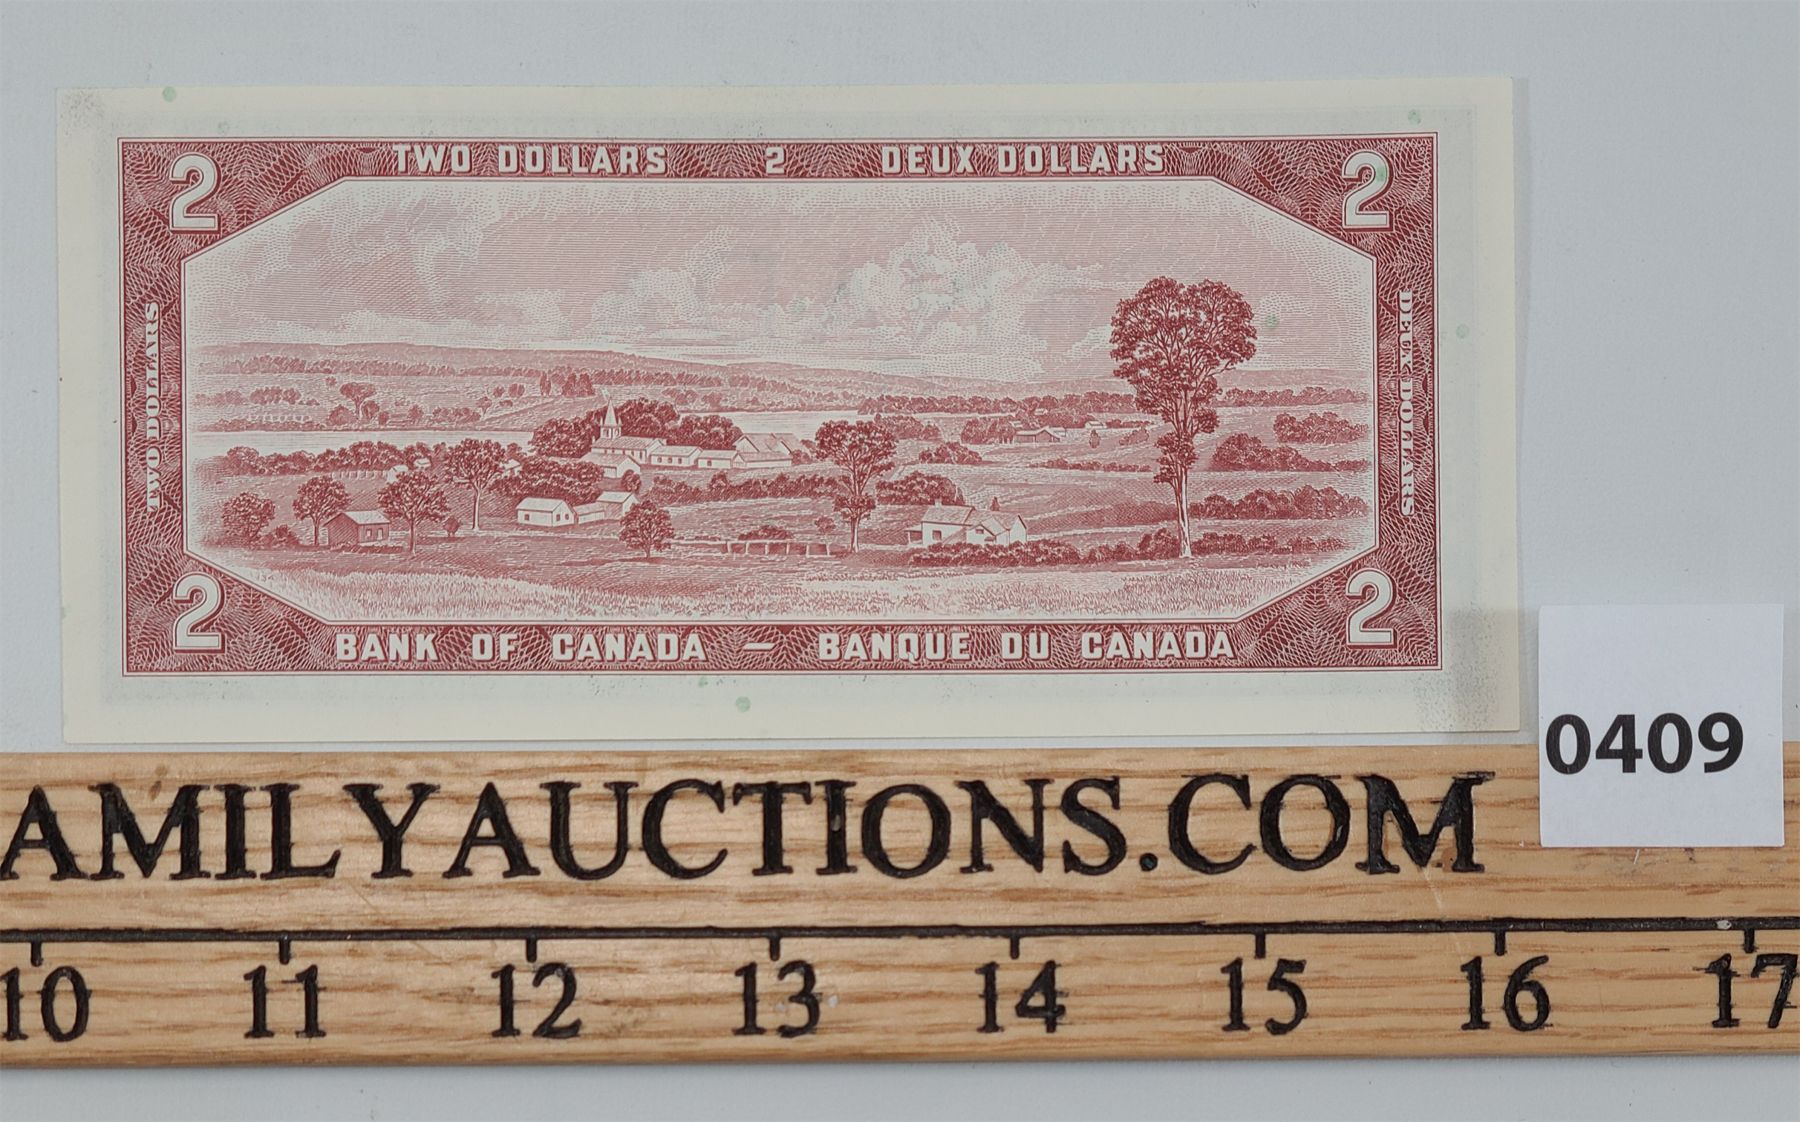 TWO DOLLARS 2 DEUX DOLLARS
2 2
TWO DOLLARS
DEUX DOLLARS
2 2
BANK OF CANADA — BANQUE DU CANADA
0409
AMILYAUCTIONS.COM
10 11 12 13 14 15 16 17